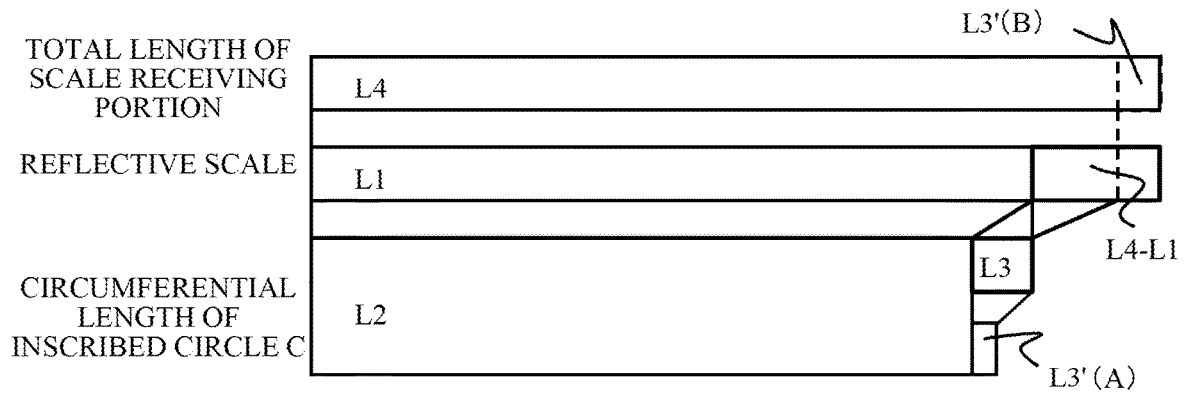 L3'(B)
TOTAL LENGTH OF
SCALE RECEIVING
PORTION
L4
REFLECTIVE SCALE
L1
L4-L1
L3
CIRCUMFERENTIAL
LENGTH OF
INSCRIBED CIRCLE C
L2
L3'(A)